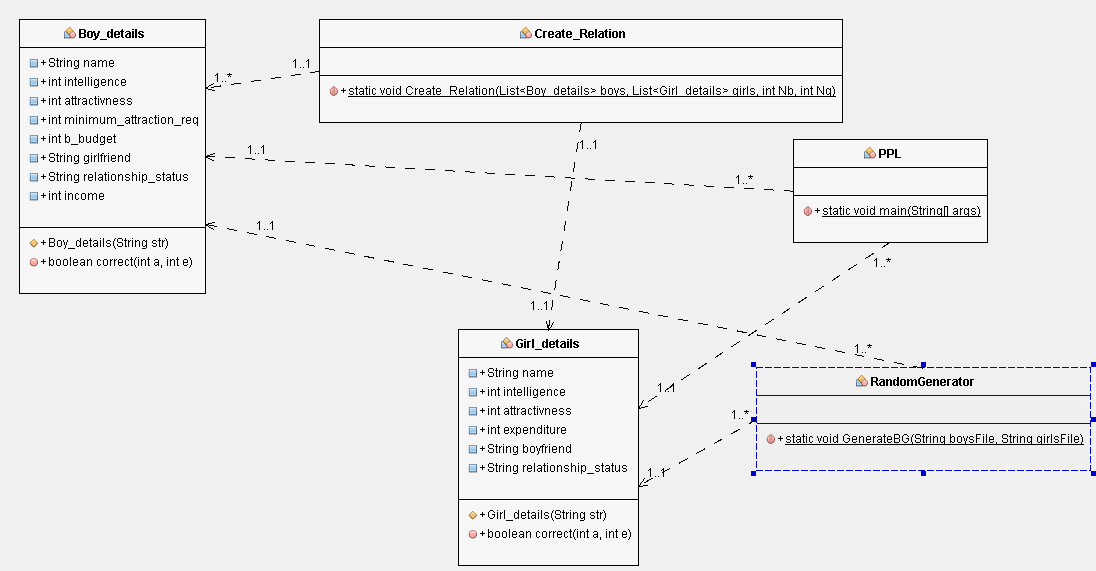 Boy_details
+String name
+int intelligence
+int attractivness
+int minimum_attraction_req
+int b_budget
+String girlfriend
+String relationship_status
+int income
+Boy_details(String str)
+boolean correct(int a, int e)
Create_Relation
+static void Create_Relation(List<Boy_details> boys, List<Girl_details> girls, int Nb, int Ng)
1..1
1..*
1..1
1..1
1..1
1..*
PPL
+static void main(String[] args)
1..*
1..1
1..1
1..*
Girl_details
+String name
+int intelligence
+int attractivness
+int expenditure
+String boyfriend
+String relationship_status
+Girl_details(String str)
+boolean correct(int a, int e)
RandomGenerator
+static void GenerateBG(String boysFile, String girlsFile)
1..*
1..1